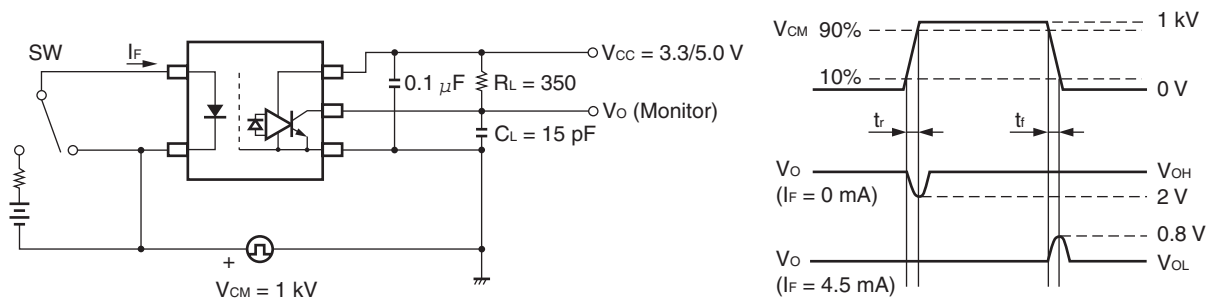 SW
IF
VCC = 3.3/5.0 V
0.1 μF
RL = 350
VO (Monitor)
CL = 15 pF
+
VCM = 1 kV
VCM 90%
1 kV
10%
0 V
tr
tf
VO
(IF = 0 mA)
VOH
2 V
0.8 V
VO
(IF = 4.5 mA)
VOL